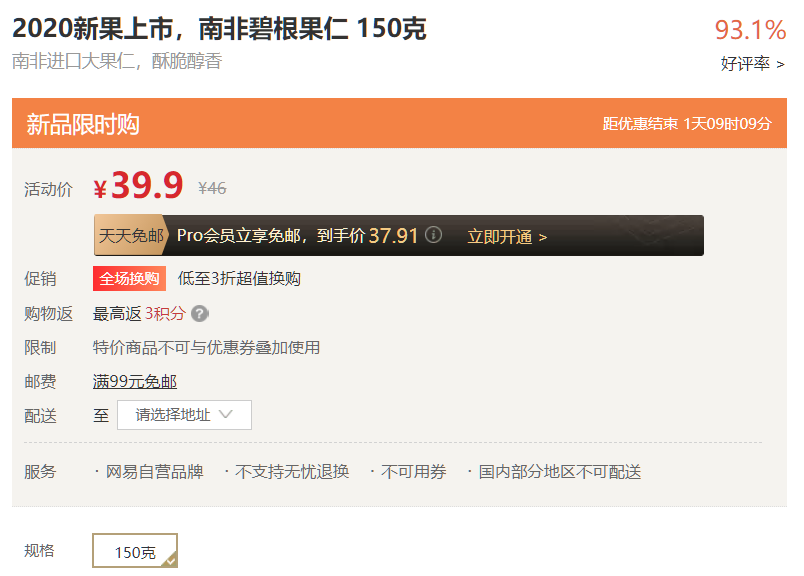 2020新果上市，南非碧根果仁 150克
93.1%
南非进口大果仁，酥脆醇香
好评率 >
新品限时购
距优惠结束 1天09时09分
活动价 ¥39.9 ¥46
天天免邮 Pro会员立享免邮，到手价37.91 立即开通 >
促销 全场换购 低至3折超值换购
购物返 最高返3积分 ?
限制 特价商品不可与优惠券叠加使用
邮费 满99元免邮
配送 至 请选择地址
服务 · 网易自营品牌 · 不支持无忧退换 · 不可用券 · 国内部分地区不可配送
规格 150克